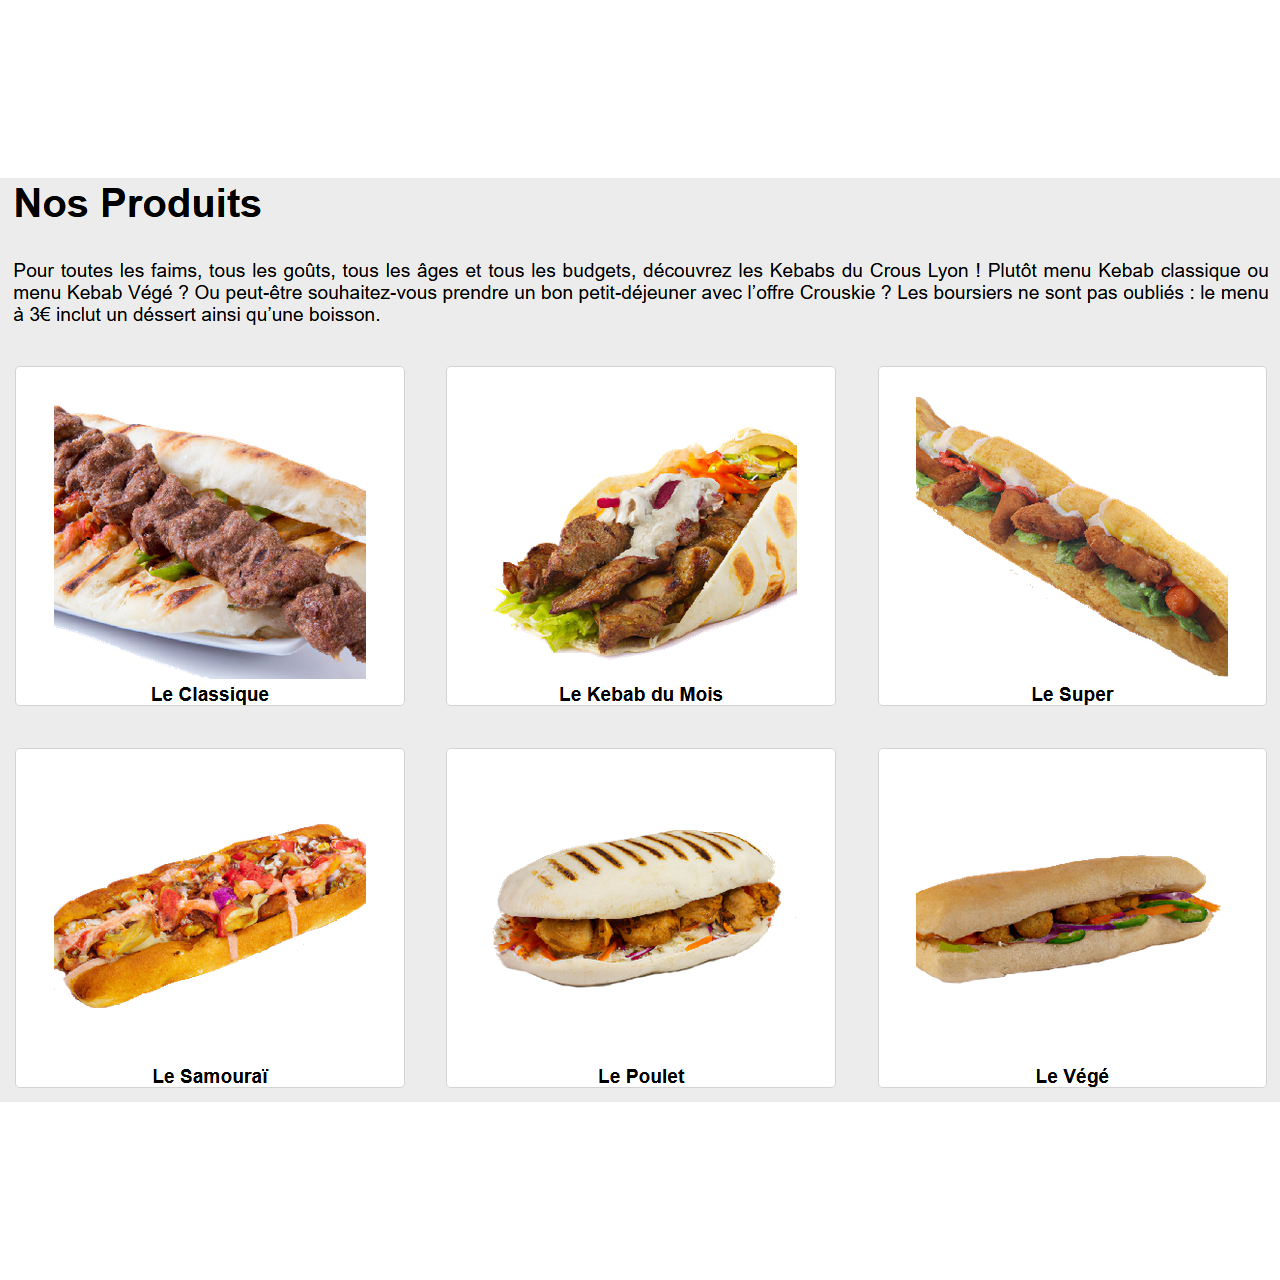 Nos Produits
Pour toutes les faims, tous les goûts, tous les âges et tous les budgets, découvrez les Kebabs du Crous Lyon ! Plutôt menu Kebab classique ou
menu Kebab Végé ? Ou peut-être souhaitez-vous prendre un bon petit-déjeuner avec l’offre Crouskie ? Les boursiers ne sont pas oubliés : le menu
à 3€ inclut un déssert ainsi qu’une boisson.
Le Classique
Le Kebab du Mois
Le Super
Le Samouraï
Le Poulet
Le Végé